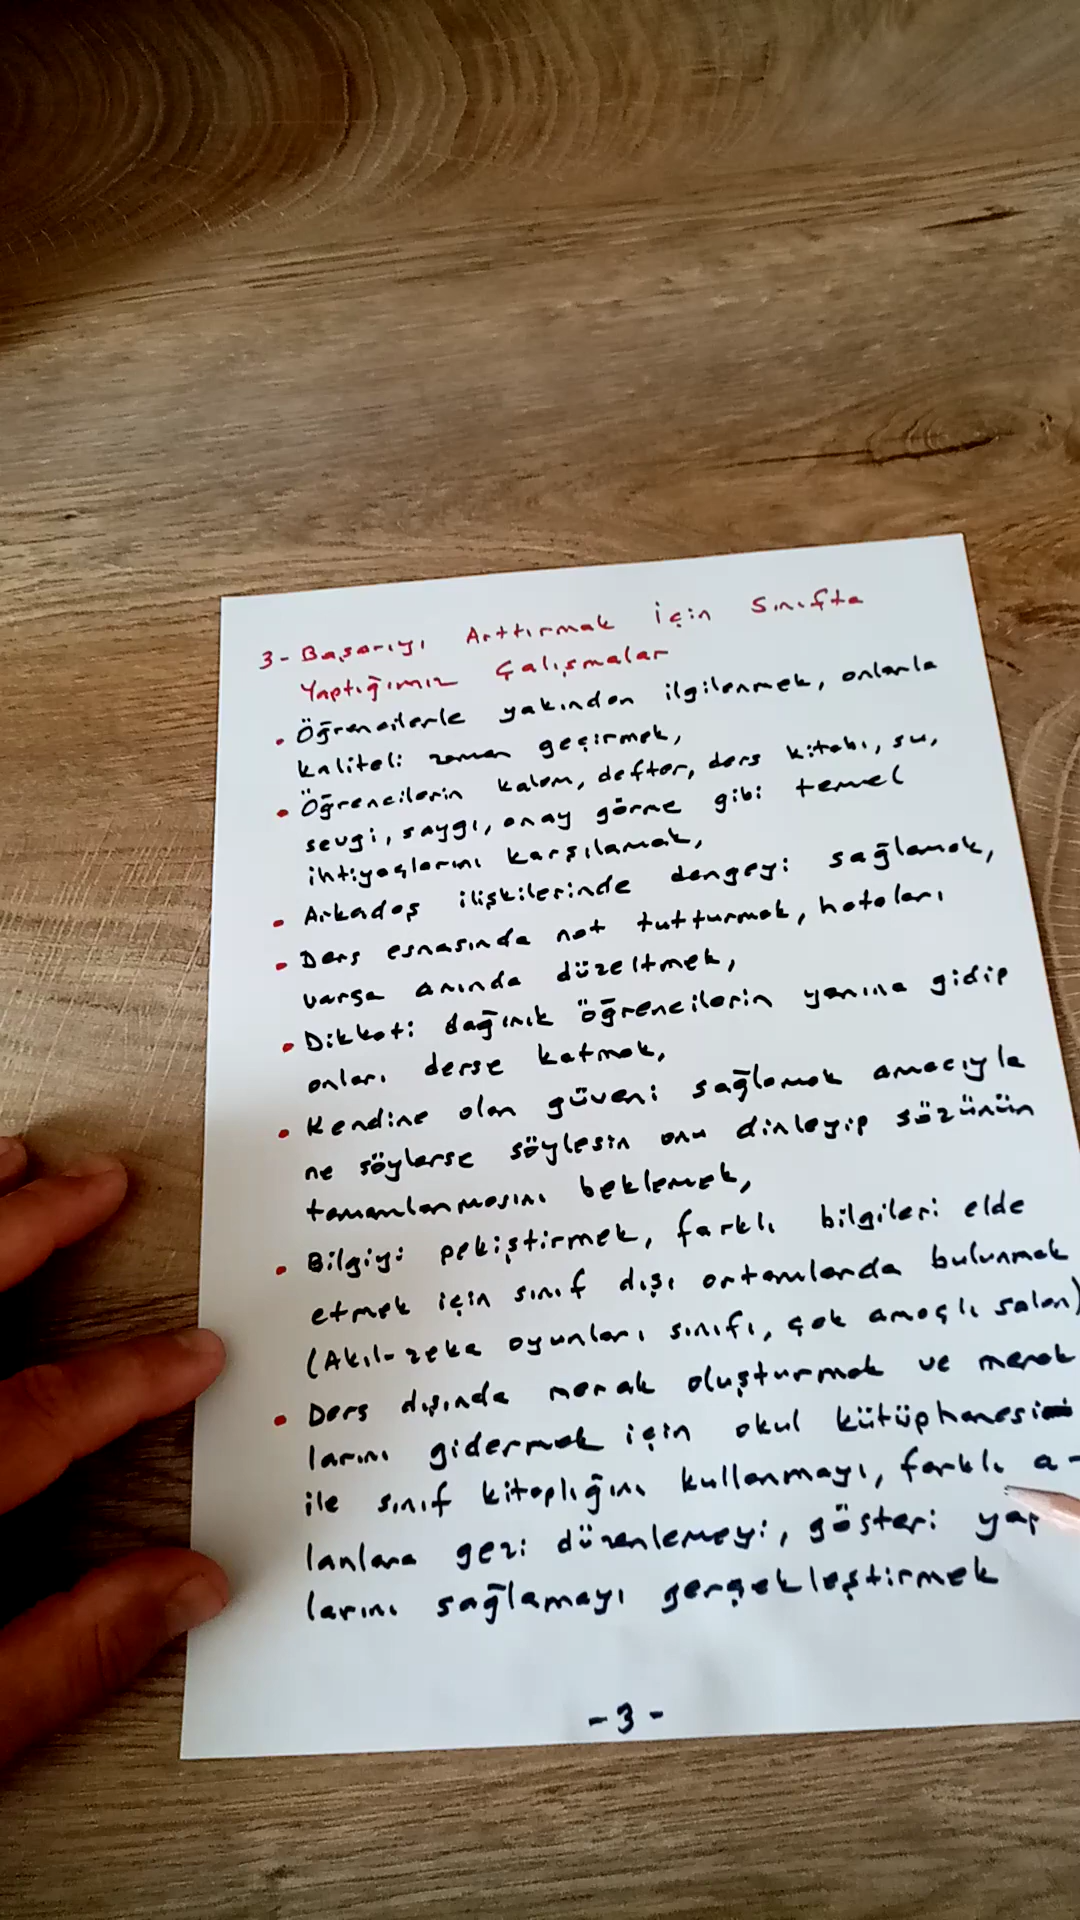 3- Başarıyı Arttırmak İçin Sınıfta
Yaptığımız Çalışmalar
• Öğrencilerle yakından ilgilenmek, onlarla
kaliteli zaman geçirmek,
• Öğrencilerin kalem, defter, ders kitabı, su,
sevgi, saygı, onay görme gibi temel
ihtiyaçlarını karşılamak,
• Arkadaş ilişkilerinde dengeyi sağlamak,
• Ders esnasında not tutturmak, hataları
varsa anında düzeltmek,
• Dikkati dağınık öğrencilerin yanına gidip
onları derse katmak,
• Kendine olan güveni sağlamak amacıyla
ne söylerse söylesin onu dinleyip sözünün
tamamlanmasını beklemek,
• Bilgiyi pekiştirmek, farklı bilgileri elde
etmek için sınıf dışı ortamlarda bulunmak
(Akıl-zeka oyunları sınıfı, çok amaçlı salon)
• Ders dışında merak oluşturmak ve merak
larını gidermek için okul kütüphanesi
ile sınıf kitaplığını kullanmayı, farklı a-
lanlara gezi düzenlemeyi, gösteri yap
larını sağlamayı gerçekleştirmek
-3-